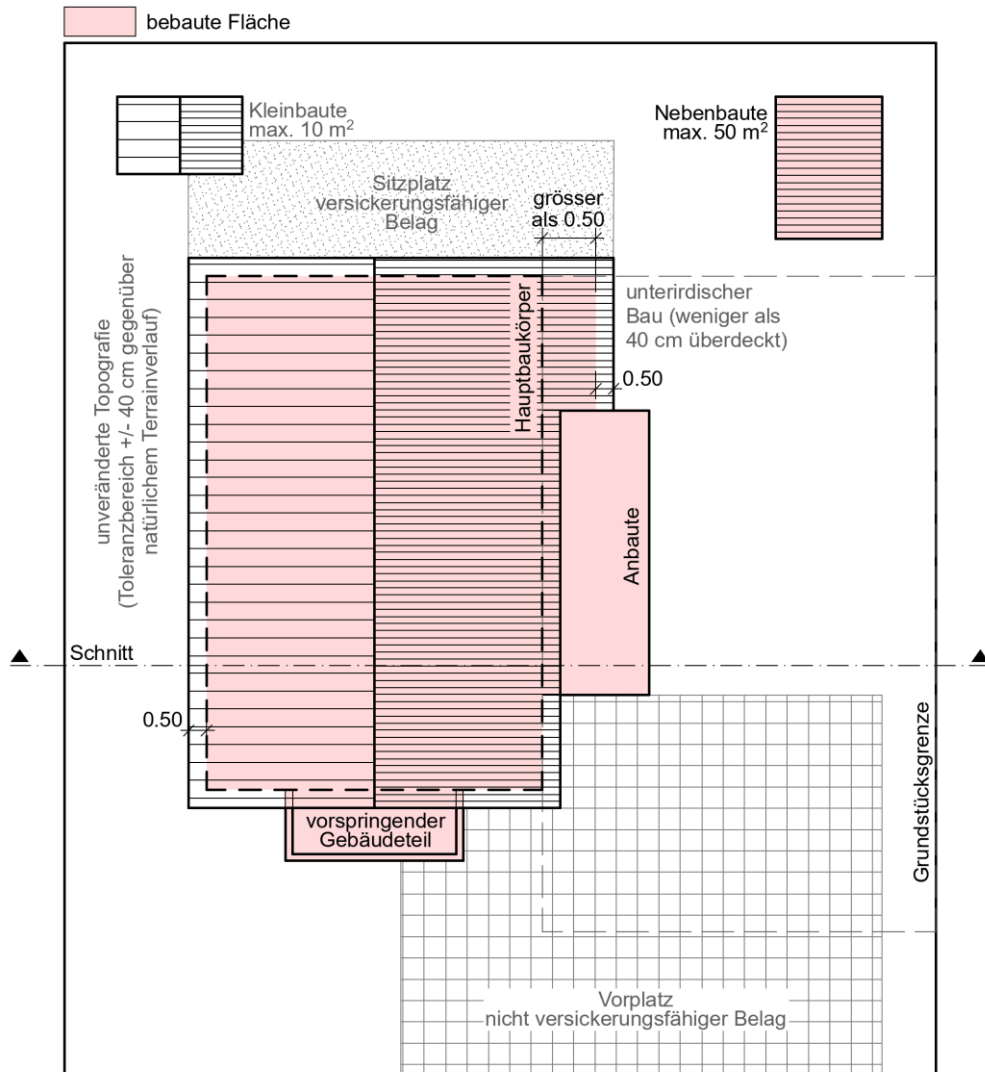 bebaute Fläche
Kleinbaute
max. 10 m²
Nebenbaute
max. 50 m²
Sitzplatz
versickerungsfähiger
Belag
grösser
als 0.50
unveränderte Topografie
(Toleranzbereich +/- 40 cm gegenüber
natürlichem Terrainverlauf)
Hauptbaukörper
unterirdischer
Bau (weniger als
40 cm überdeckt)
0.50
Anbaute
Schnitt
0.50
Grundstücksgrenze
vorspringender
Gebäudeteil
Vorplatz
nicht versickerungsfähiger Belag